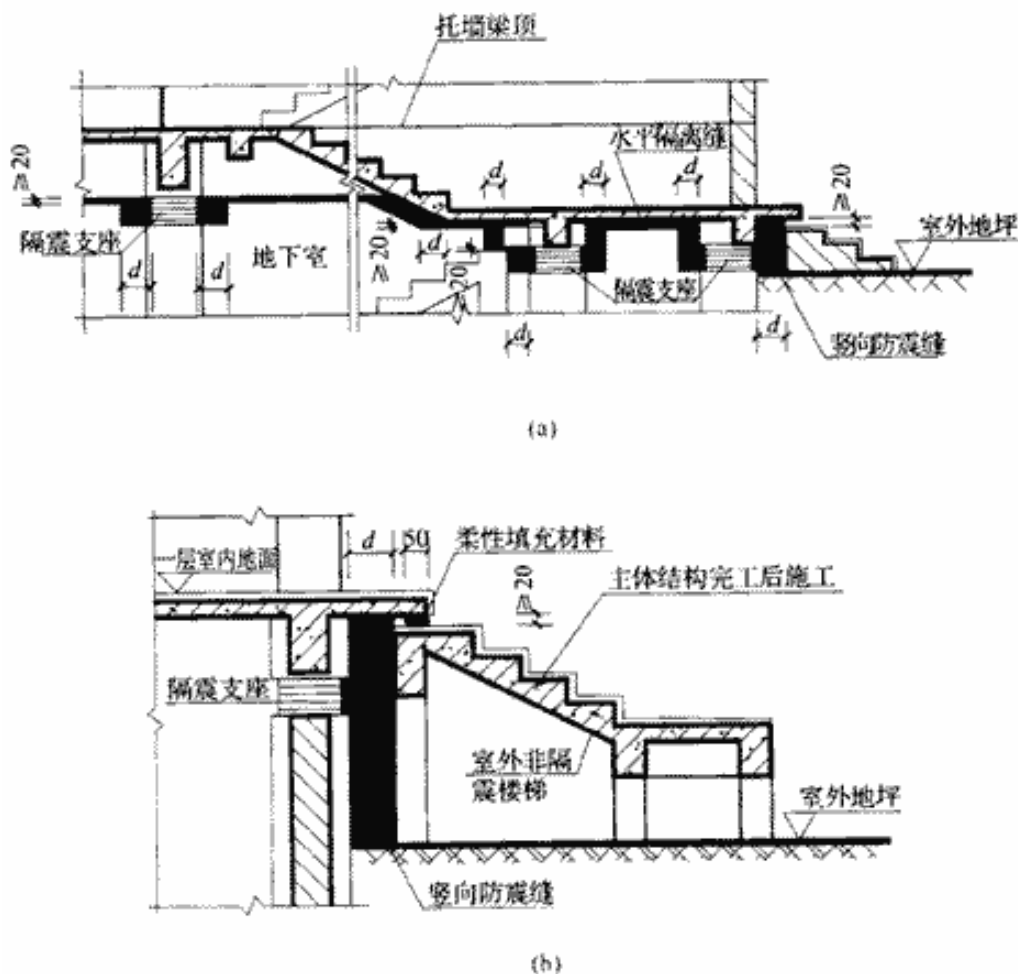 托墙梁顶
水平隔离缝
d
d
d
⩾20
⩾20
室外地坪
隔震支座
地下室
⩾20
d
20
隔震支座
d
d
d
d
竖向防震缝
(a)
d
50
柔性填充材料
一层室内地面
⩾20
主体结构完工后施工
隔震支座
室外非隔
震楼梯
室外地坪
竖向防震缝
(b)